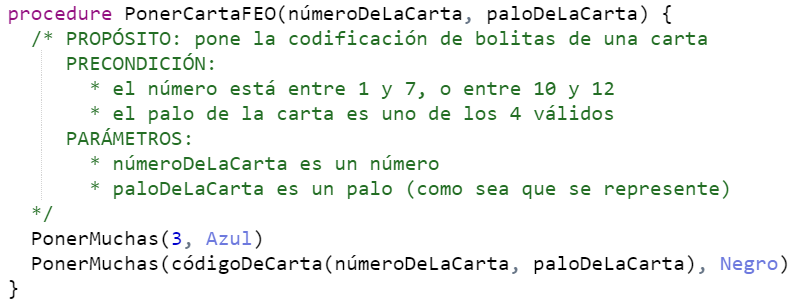 procedure PonerCartaFEO(númeroDeLaCarta, paloDeLaCarta) {
/* PROPÓSITO: pone la codificación de bolitas de una carta
PRECONDICIÓN:
* el número está entre 1 y 7, o entre 10 y 12
* el palo de la carta es uno de los 4 válidos
PARÁMETROS:
* númeroDeLaCarta es un número
* paloDeLaCarta es un palo (como sea que se represente)
*/
PonerMuchas(3, Azul)
PonerMuchas(códigoDeCarta(númeroDeLaCarta, paloDeLaCarta), Negro)
}